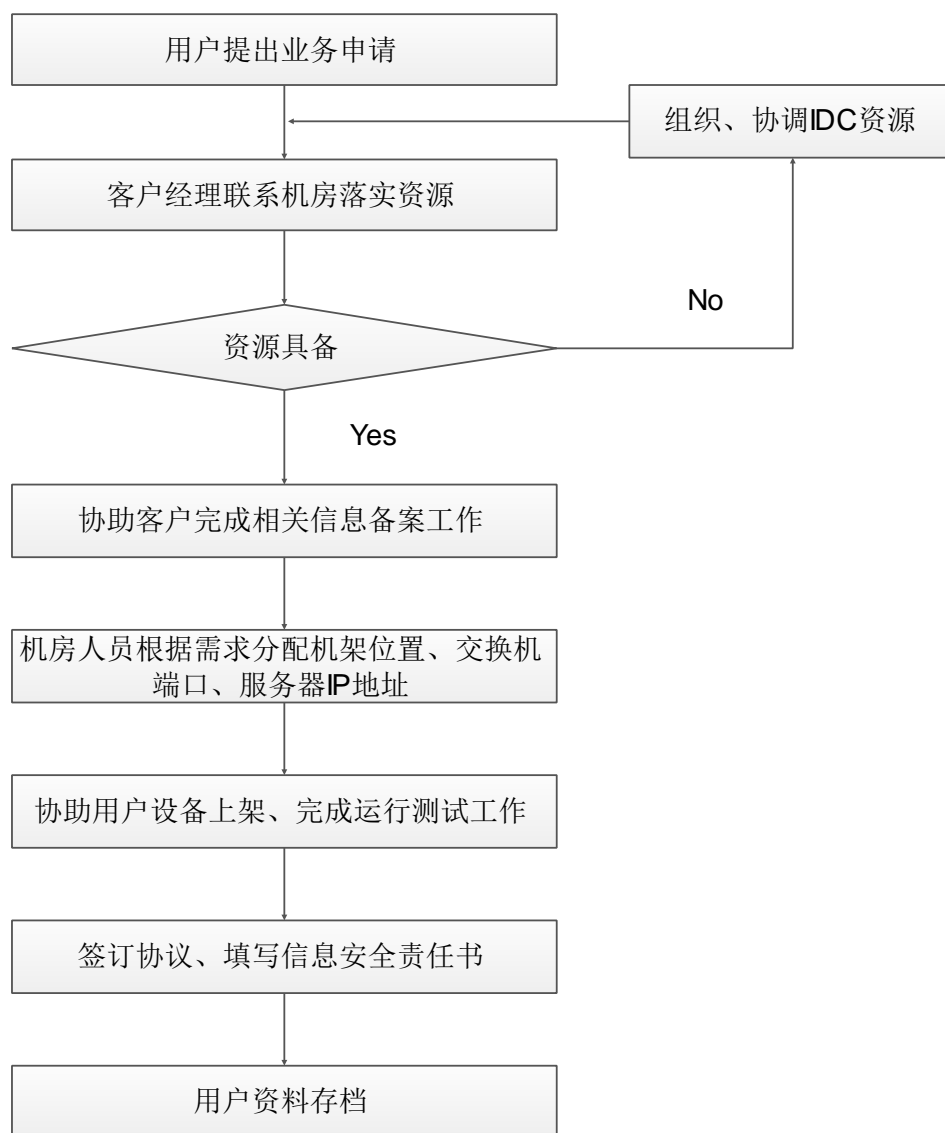 用户提出业务申请
组织、协调IDC资源
客户经理联系机房落实资源
No
资源具备
Yes
协助客户完成相关信息备案工作
机房人员根据需求分配机架位置、交换机
端口、服务器IP地址
协助用户设备上架、完成运行测试工作
签订协议、填写信息安全责任书
用户资料存档